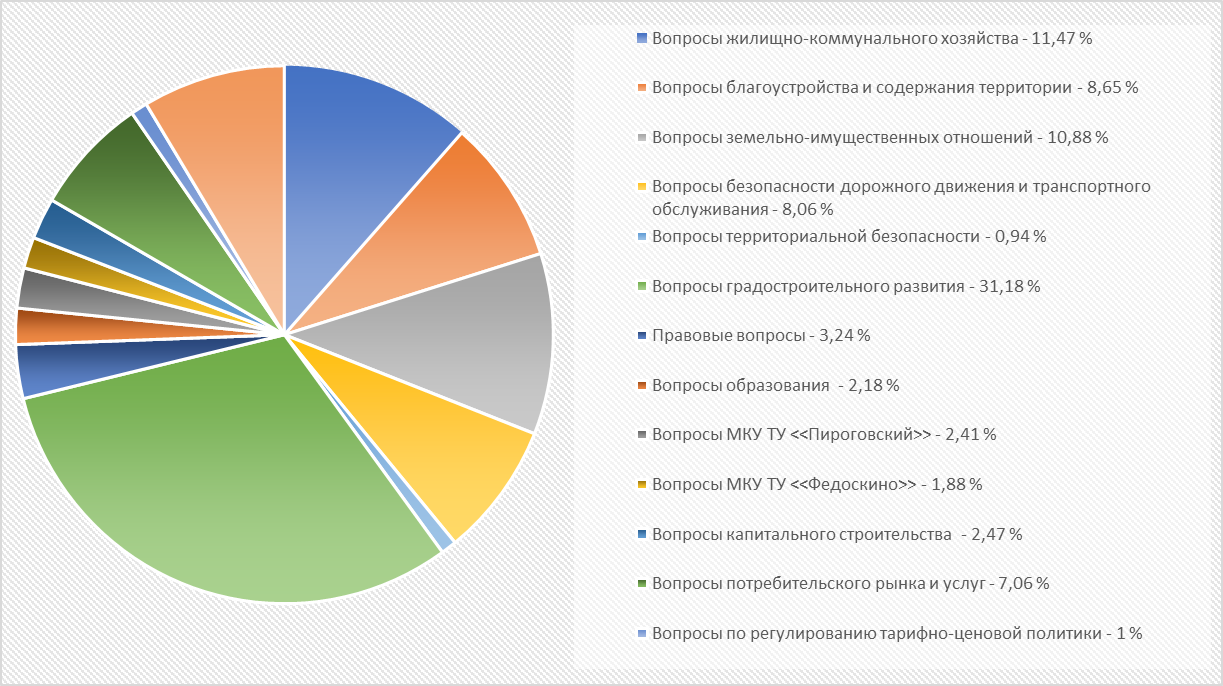 Вопросы жилищно-коммунального хозяйства - 11,47 %
Вопросы благоустройства и содержания территории - 8,65 %
Вопросы земельно-имущественных отношений - 10,88 %
Вопросы безопасности дорожного движения и транспортного
обслуживания - 8,06 %
Вопросы территориальной безопасности - 0,94 %
Вопросы градостроительного развития - 31,18 %
Правовые вопросы - 3,24 %
Вопросы образования - 2,18 %
Вопросы МКУ ТУ <<Пироговский>> - 2,41 %
Вопросы МКУ ТУ <<Федоскино>> - 1,88 %
Вопросы капитального строительства - 2,47 %
Вопросы потребительского рынка и услуг - 7,06 %
Вопросы по регулированию тарифно-ценовой политики - 1 %